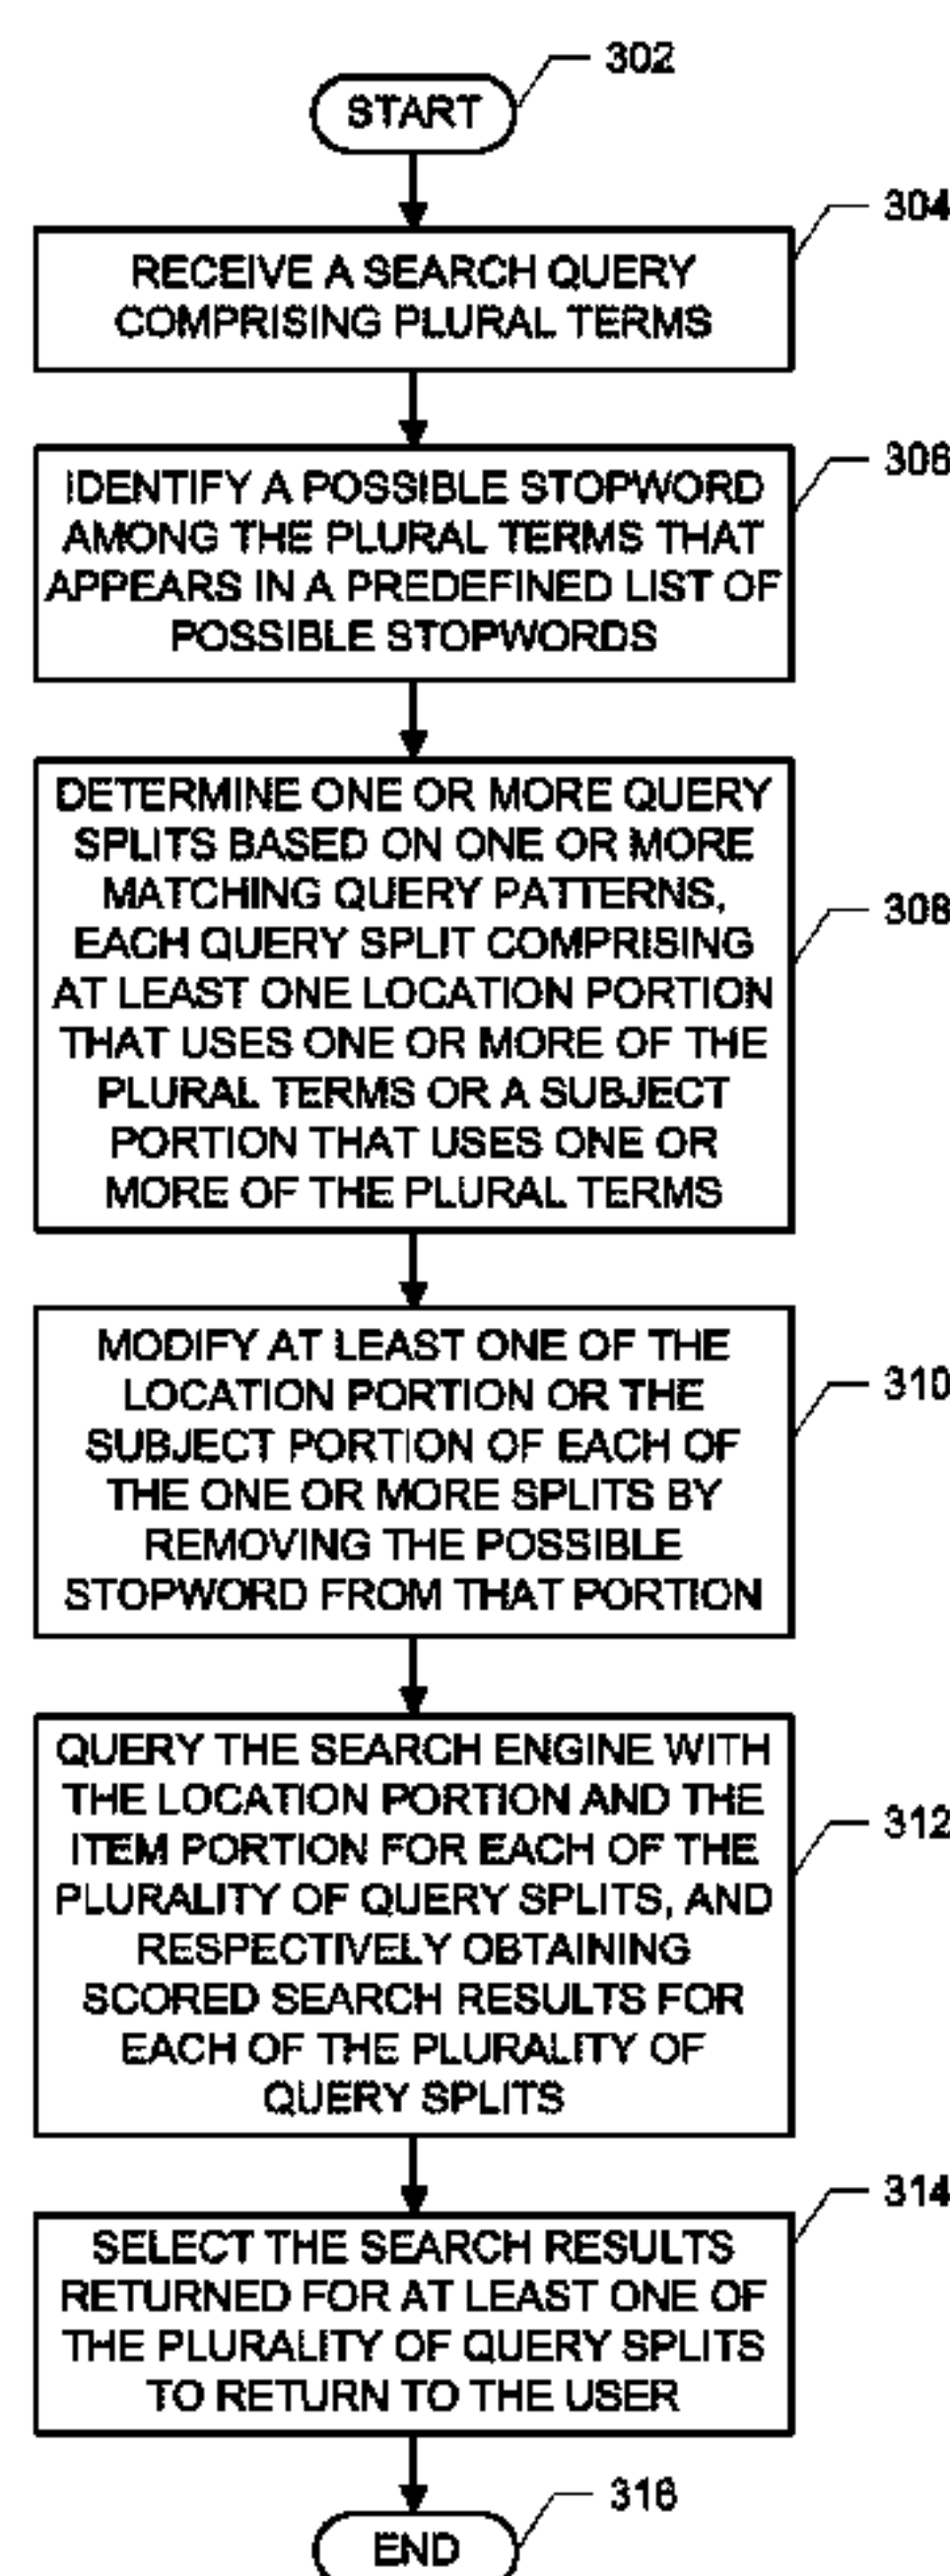 302
START
304
RECEIVE A SEARCH QUERY
COMPRISING PLURAL TERMS
306
IDENTIFY A POSSIBLE STOPWORD
AMONG THE PLURAL TERMS THAT
APPEARS IN A PREDEFINED LIST OF
POSSIBLE STOPWORDS
308
DETERMINE ONE OR MORE QUERY
SPLITS BASED ON ONE OR MORE
MATCHING QUERY PATTERNS,
EACH QUERY SPLIT COMPRISING
AT LEAST ONE LOCATION PORTION
THAT USES ONE OR MORE OF THE
PLURAL TERMS OR A SUBJECT
PORTION THAT USES ONE OR
MORE OF THE PLURAL TERMS
310
MODIFY AT LEAST ONE OF THE
LOCATION PORTION OR THE
SUBJECT PORTION OF EACH OF
THE ONE OR MORE SPLITS BY
REMOVING THE POSSIBLE
STOPWORD FROM THAT PORTION
312
QUERY THE SEARCH ENGINE WITH
THE LOCATION PORTION AND THE
ITEM PORTION FOR EACH OF THE
PLURALITY OF QUERY SPLITS, AND
RESPECTIVELY OBTAINING
SCORED SEARCH RESULTS FOR
EACH OF THE PLURALITY OF
QUERY SPLITS
314
SELECT THE SEARCH RESULTS
RETURNED FOR AT LEAST ONE OF
THE PLURALITY OF QUERY SPLITS
TO RETURN TO THE USER
316
END